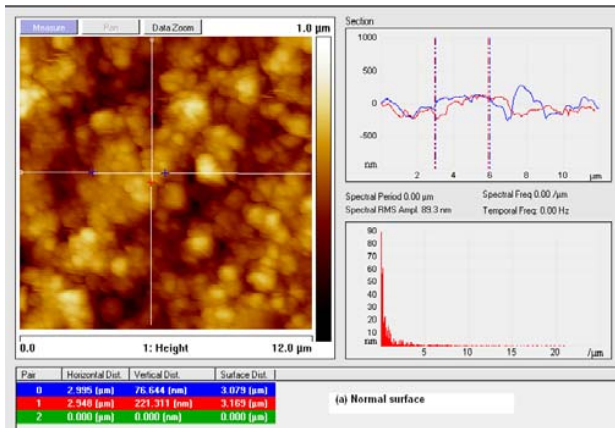 Measure Pan Data Zoom 1.0 µm
0.0 1: Height 12.0 µm
Section
1000
500
0
-500
nm
2 4 6 8 10 µm
Spectral Period 0.00 µm Spectral Freq 0.00 /µm
Spectral RMS Ampl. 89.3 nm Temporal Freq: 0.00 Hz
90
80
70
60
50
40
30
20
10
nm
5 10 15 20 /µm
Pair Horizontal Dist. Vertical Dist. Surface Dist.
0 2.995 (µm) 76.644 (nm) 3.079 (µm)
1 2.948 (µm) 221.311 (nm) 3.169 (µm)
2 0.000 (µm) 0.000 (nm) 0.000 (µm)
(a) Normal surface